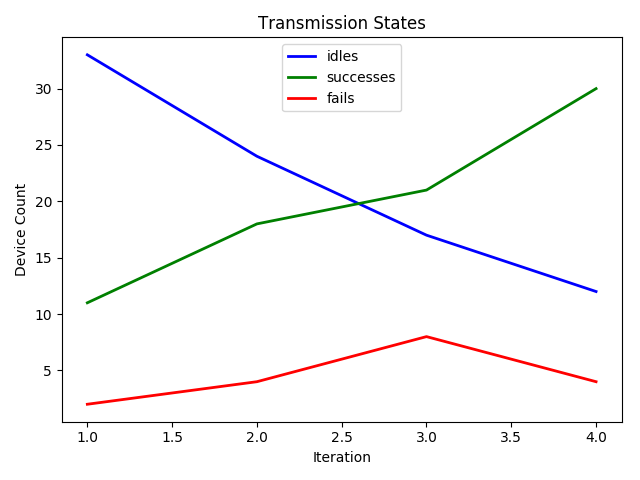 Transmission States
idles
successes
fails
Device Count
30
25
20
15
10
5
1.0 1.5 2.0 2.5 3.0 3.5 4.0
Iteration